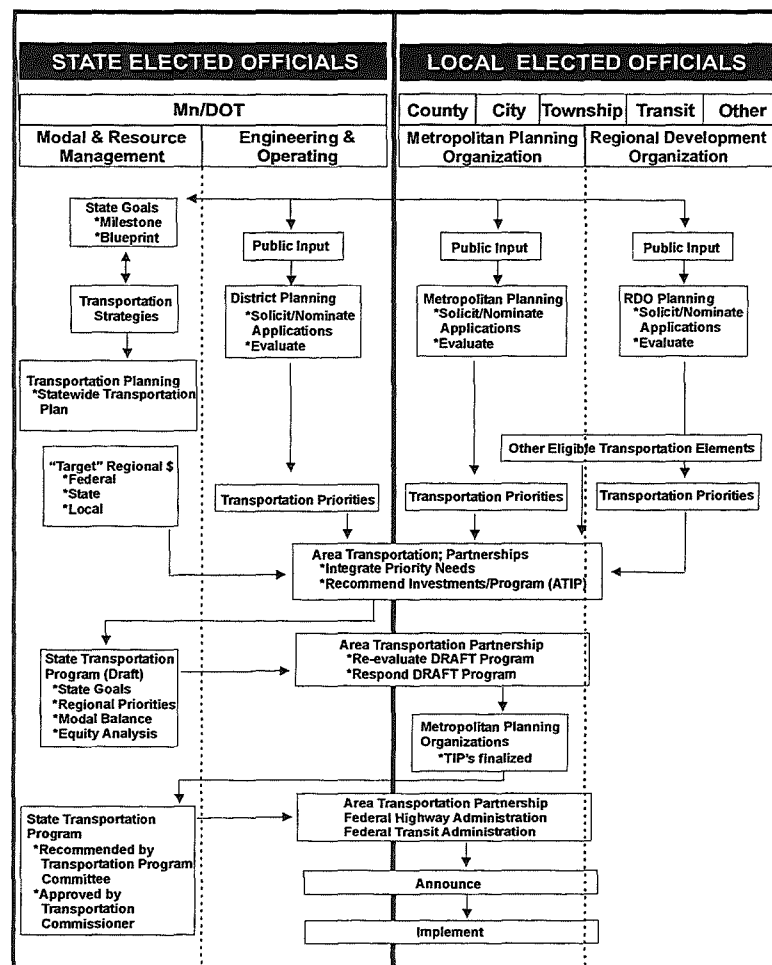 STATE ELECTED OFFICIALS
LOCAL ELECTED OFFICIALS
Mn/DOT
County
City
Township
Transit
Other
Modal & Resource
Management
Engineering &
Operating
Metropolitan Planning
Organization
Regional Development
Organization
State Goals
*Milestone
*Blueprint
Public Input
Public Input
Public Input
Transportation
Strategies
District Planning
*Solicit/Nominate
Applications
*Evaluate
Metropolitan Planning
*Solicit/Nominate
Applications
*Evaluate
RDO Planning
*Solicit/Nominate
Applications
*Evaluate
Transportation Planning
*Statewide Transportation
Plan
Other Eligible Transportation Elements
"Target" Regional $
*Federal
*State
*Local
Transportation Priorities
Transportation Priorities
Transportation Priorities
Area Transportation; Partnerships
*Integrate Priority Needs
*Recommend Investments/Program (ATIP)
State Transportation
Program (Draft)
*State Goals
*Regional Priorities
*Modal Balance
*Equity Analysis
Area Transportation Partnership
*Re-evaluate DRAFT Program
*Respond DRAFT Program
Metropolitan Planning
Organizations
*TIP's finalized
State Transportation
Program
*Recommended by
Transportation Program
Committee
*Approved by
Transportation
Commissioner
Area Transportation Partnership
Federal Highway Administration
Federal Transit Administration
Announce
Implement